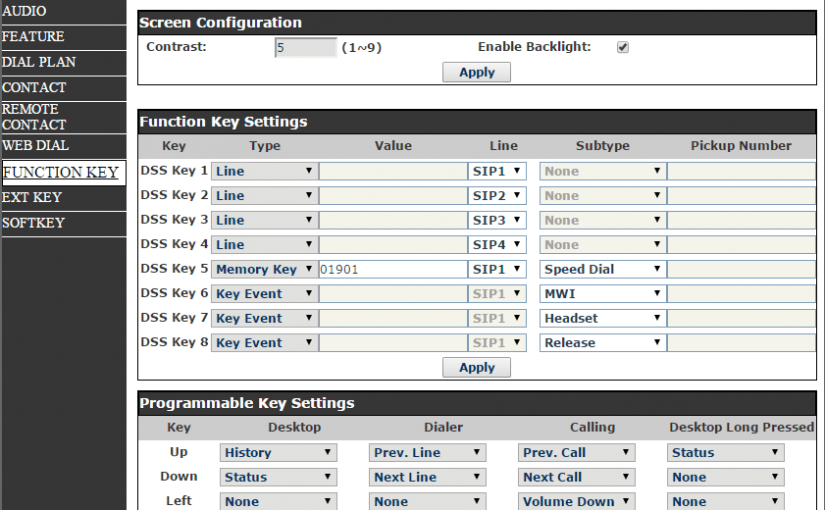 AUDIO
FEATURE
DIAL PLAN
CONTACT
REMOTE
CONTACT
WEB DIAL
FUNCTION KEY
EXT KEY
SOFTKEY
Screen Configuration
Contrast: 5 (1~9) Enable Backlight:
Apply
Function Key Settings
Key Type Value Line Subtype Pickup Number
DSS Key 1 Line SIP1 None
DSS Key 2 Line SIP2 None
DSS Key 3 Line SIP3 None
DSS Key 4 Line SIP4 None
DSS Key 5 Memory Key 01901 SIP1 Speed Dial
DSS Key 6 Key Event SIP1 MWI
DSS Key 7 Key Event SIP1 Headset
DSS Key 8 Key Event SIP1 Release
Apply
Programmable Key Settings
Key Desktop Dialer Calling Desktop Long Pressed
Up History Prev. Line Prev. Call Status
Down Status Next Line Next Call None
Left None None Volume Down None